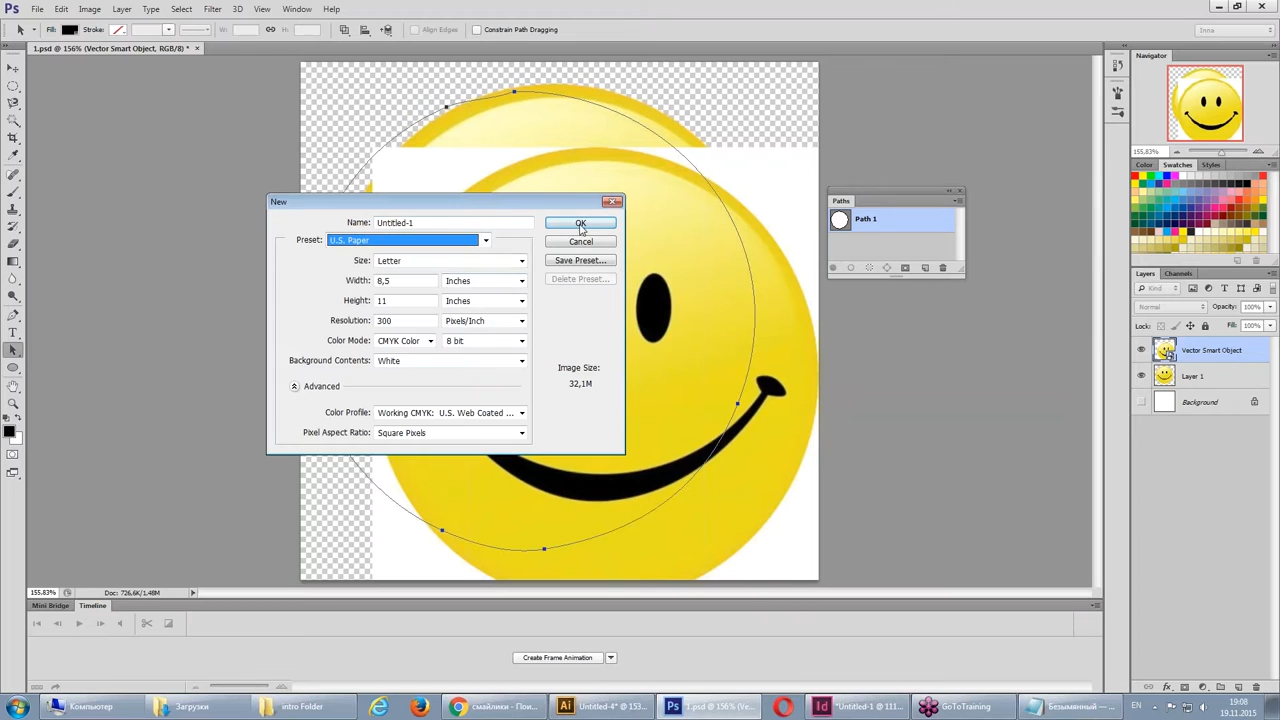 Ps File Edit Image Layer Type Select Filter 3D View Window Help
Fill: Stroke: W: H: Align Edges Constrain Path Dragging Inna
1.psd @ 156% (Vector Smart Object, RGB/8) * ×
Navigator
155,83%
Color Swatches Styles
Paths
Path 1
New
Name: Untitled-1 OK
Preset: U.S. Paper Cancel
Size: Letter Save Preset...
Width: 8,5 Inches Delete Preset...
Height: 11 Inches
Resolution: 300 Pixels/Inch
Color Mode: CMYK Color 8 bit
Background Contents: White
Image Size:
32,1M
Advanced
Color Profile: Working CMYK: U.S. Web Coated ...
Pixel Aspect Ratio: Square Pixels
Layers Channels
Kind
Normal Opacity: 100%
Lock: Fill: 100%
Vector Smart Object
Layer 1
Background
155,83% Doc: 726,6K/1,48M
Mini Bridge Timeline
Create Frame Animation
Компьютер Загрузки intro Folder смайлики - Пои... Ai Untitled-4* @ 153... Ps 1.psd @ 156% (Ve... Id *Untitled-1 @ 111... GoToTraining Безымянный — ... EN 19:08
19.11.2015